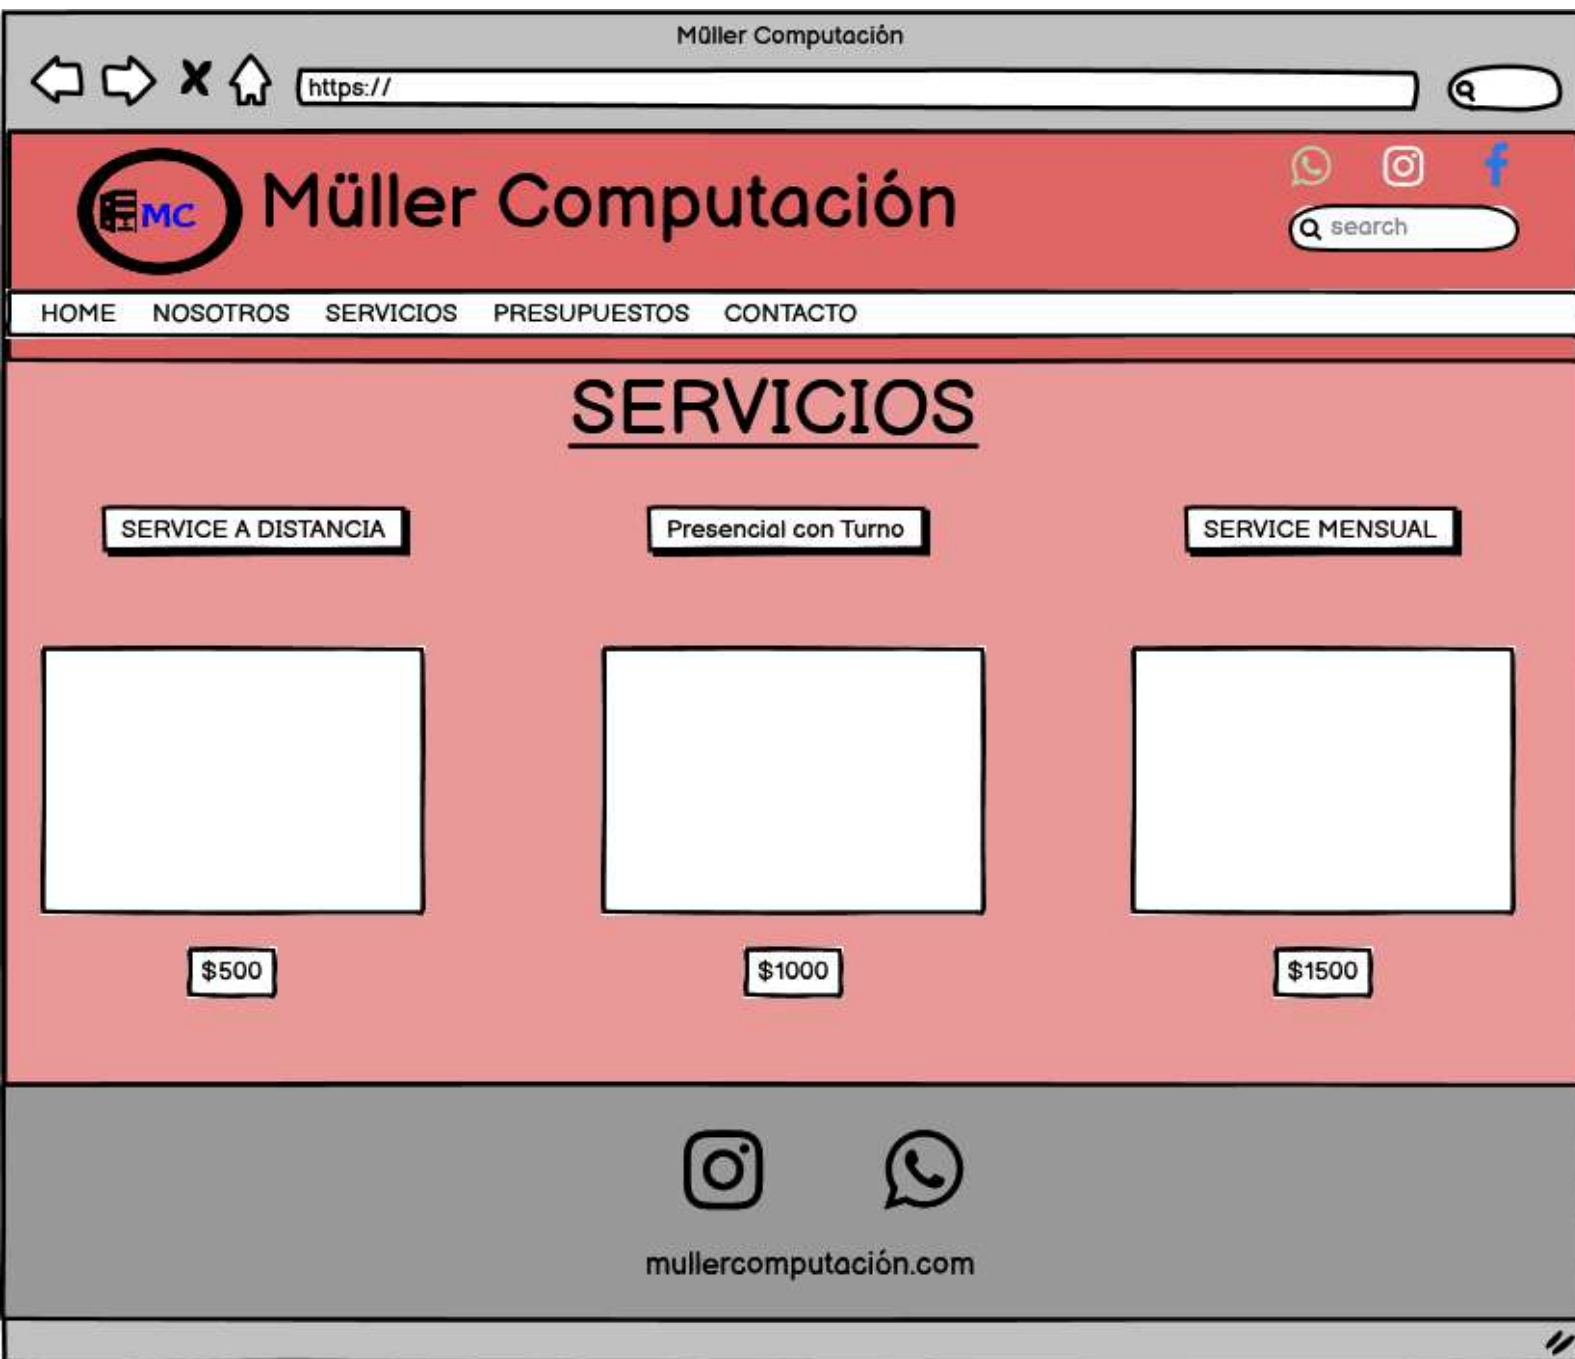 Müller Computación
https://
MC
Müller Computación
search
HOME NOSOTROS SERVICIOS PRESUPUESTOS CONTACTO
SERVICIOS
SERVICE A DISTANCIA
Presencial con Turno
SERVICE MENSUAL
$500
$1000
$1500
mullercomputación.com